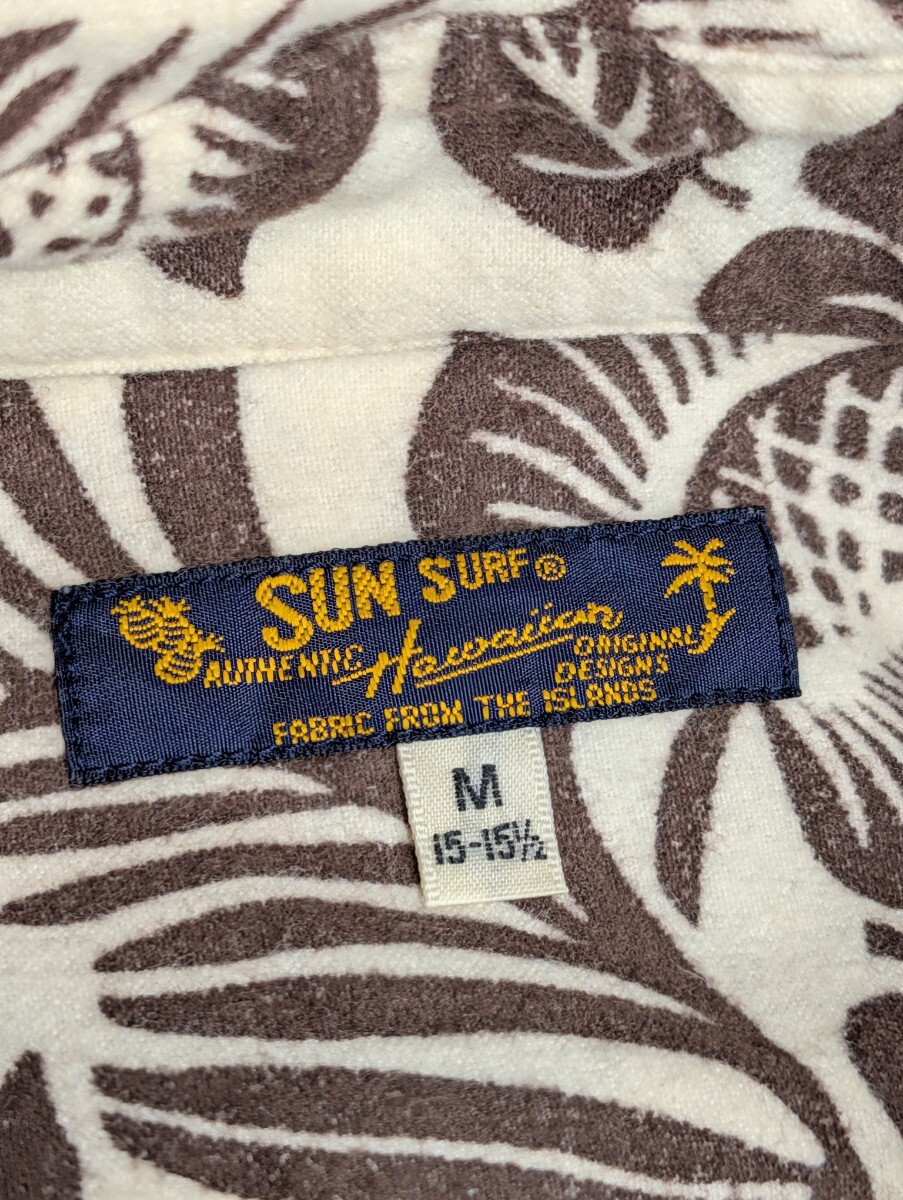 SUN SURF®
AUTHENTIC Hawaiian ORIGINAL DESIGNS
FABRIC FROM THE ISLANDS
M
15-15½